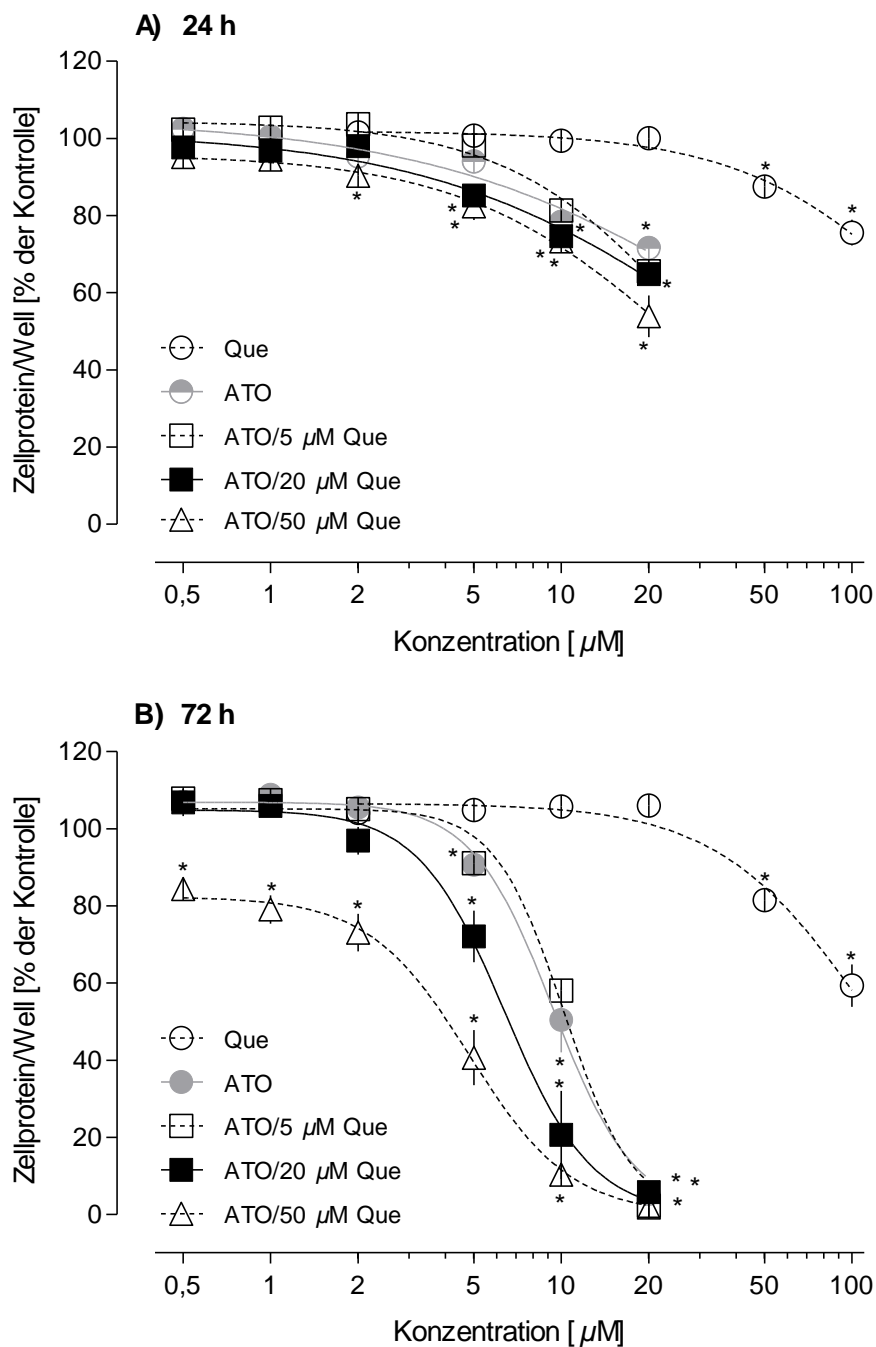 A) 24 h
Zellprotein/Well [% der Kontrolle]
120
100
80
60
40
20
0
* *
* * * * * * * * * *
Que
ATO
ATO/5 µM Que
ATO/20 µM Que
ATO/50 µM Que
0,5 1 2 5 10 20 50 100
Konzentration [ µM]
B) 72 h
Zellprotein/Well [% der Kontrolle]
120
100
80
60
40
20
0
* * * * * * *
* * * * * * *
Que
ATO
ATO/5 µM Que
ATO/20 µM Que
ATO/50 µM Que
0,5 1 2 5 10 20 50 100
Konzentration [ µM]